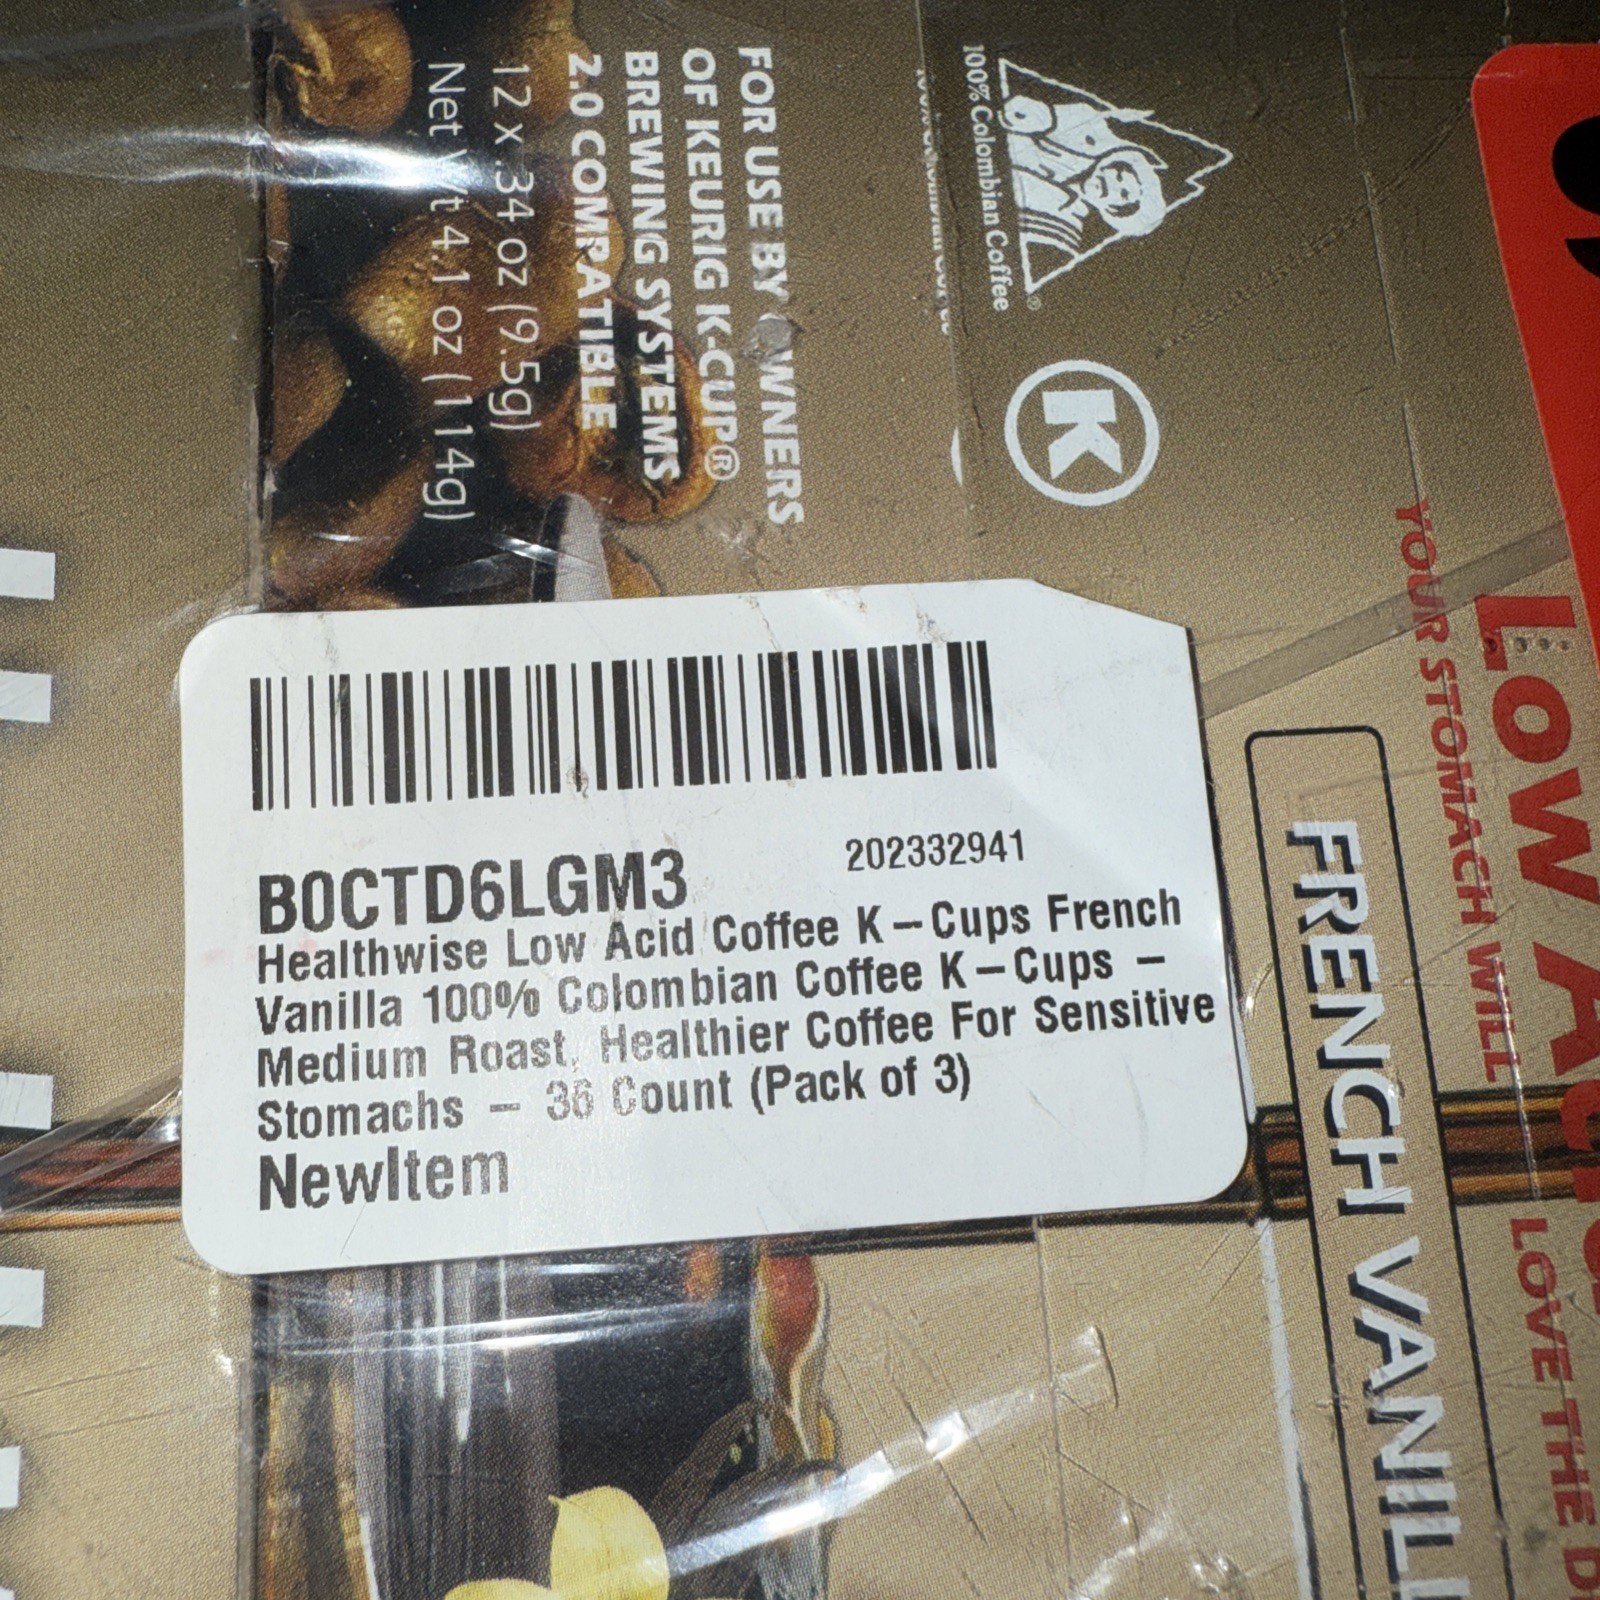 FOR USE BY OWNERS
OF KEURIG K-CUP®
BREWING SYSTEMS
2.0 COMPATIBLE
12 x .34 oz (9.5g)
Net Wt 4.1 oz (114g)
100% Colombian Coffee
®
K
LOW ACID
YOUR STOMACH WILL LOVE THE
FRENCH
B0CTD6LGM3
202332941
Healthwise Low Acid Coffee K-Cups French
Vanilla 100% Colombian Coffee K-Cups -
Medium Roast, Healthier Coffee For Sensitive
Stomachs - 36 Count (Pack of 3)
NewItem